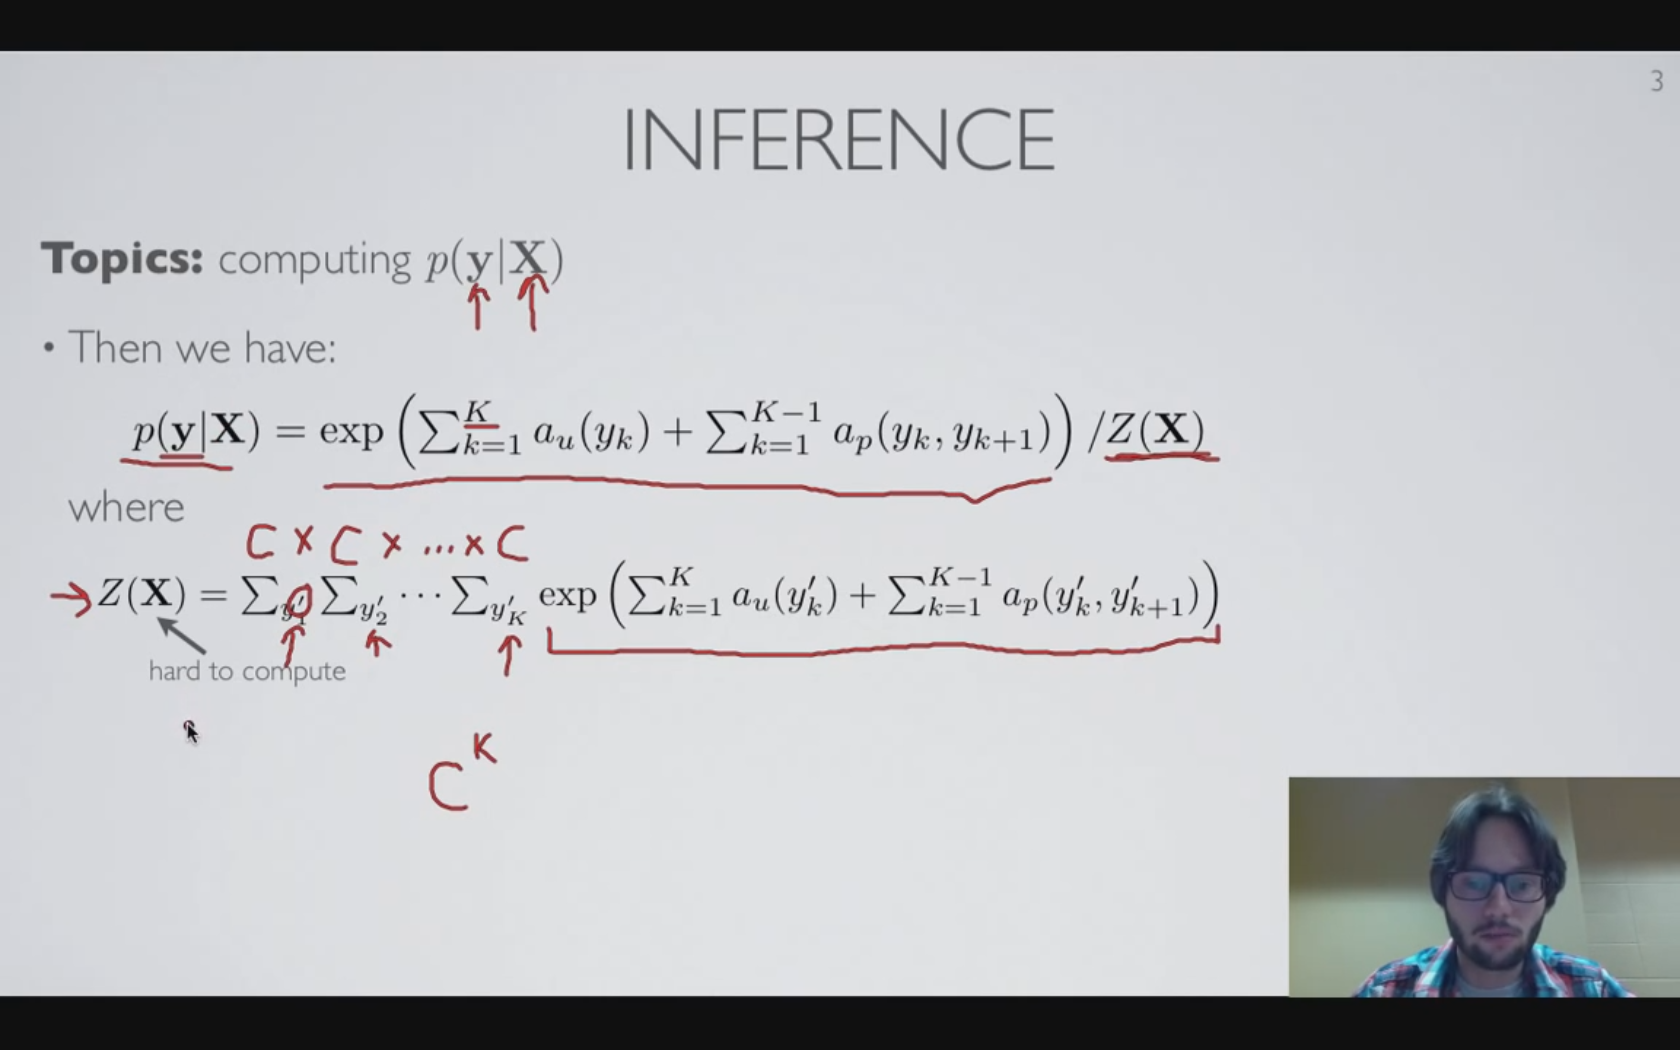 3
INFERENCE
Topics: computing p(y|X)
• Then we have:
p(y|X) = exp (∑_{k=1}^{K} a_u(y_k) + ∑_{k=1}^{K−1} a_p(y_k, y_{k+1})) /Z(X)
where
C × C × ... × C
Z(X) = ∑_{y′_1} ∑_{y′_2} ⋯ ∑_{y′_K} exp (∑_{k=1}^{K} a_u(y′_k) + ∑_{k=1}^{K−1} a_p(y′_k, y′_{k+1}))
hard to compute
C^K